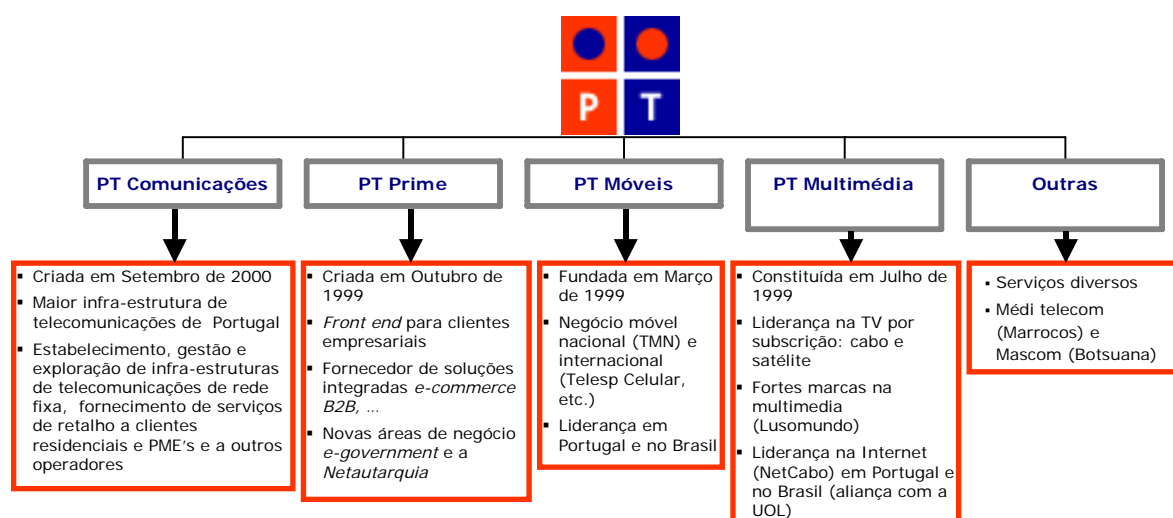 P T
PT Comunicações
PT Prime
PT Móveis
PT Multimédia
Outras
▪ Criada em Setembro de 2000
▪ Maior infra-estrutura de
telecomunicações de Portugal
▪ Estabelecimento, gestão e
exploração de infra-estruturas
de telecomunicações de rede
fixa, fornecimento de serviços
de retalho a clientes
residenciais e PME's e a outros
operadores
▪ Criada em Outubro de
1999
▪ Front end para clientes
empresariais
▪ Fornecedor de soluções
integradas e-commerce
B2B, ...
▪ Novas áreas de negócio
e-government e a
Netautarquia
▪ Fundada em Março
de 1999
▪ Negócio móvel
nacional (TMN) e
internacional
(Telesp Celular,
etc.)
▪ Liderança em
Portugal e no Brasil
▪ Constituída em Julho de
1999
▪ Liderança na TV por
subscrição: cabo e
satélite
▪ Fortes marcas na
multimedia
(Lusomundo)
▪ Liderança na Internet
(NetCabo) em Portugal e
no Brasil (aliança com a
UOL)
▪ Serviços diversos
▪ Médi telecom
(Marrocos) e
Mascom (Botsuana)